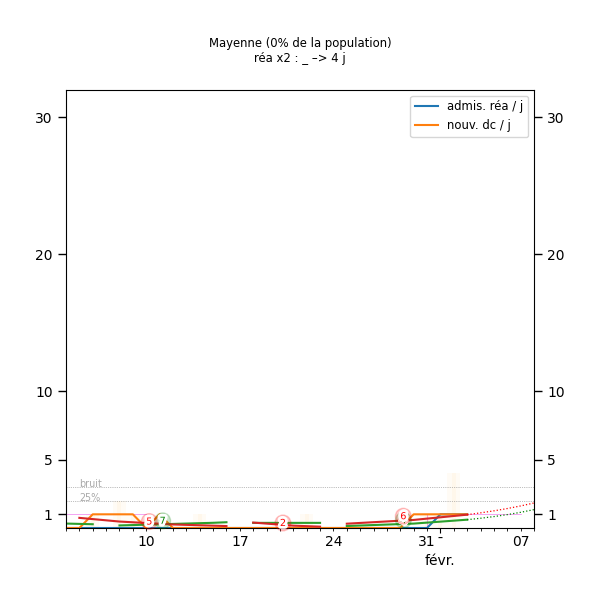 Mayenne (0% de la population)
réa x2 : _ –> 4 j
admis. réa / j
nouv. dc / j
30 30
20 20
10 10
5 5
bruit
25%
1 1
5 7 2 6
10 17 24 31 07
févr.